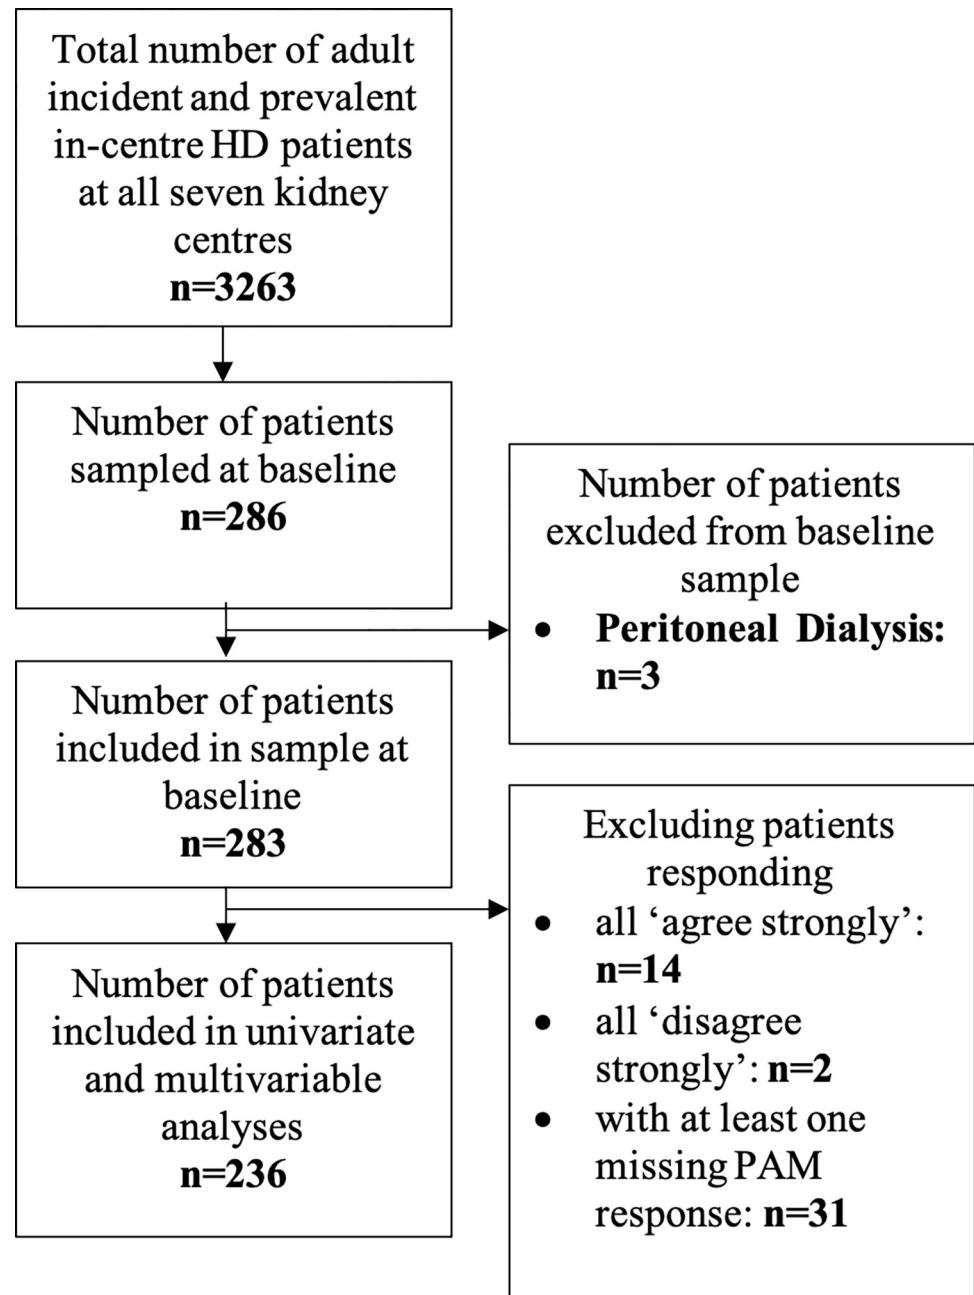 Total number of adult
incident and prevalent
in-centre HD patients
at all seven kidney
centres
n=3263
Number of patients
sampled at baseline
n=286
Number of patients
excluded from baseline
sample
• Peritoneal Dialysis:
n=3
Number of patients
included in sample at
baseline
n=283
Excluding patients
responding
• all ‘agree strongly’:
n=14
• all ‘disagree
strongly’: n=2
• with at least one
missing PAM
response: n=31
Number of patients
included in univariate
and multivariable
analyses
n=236